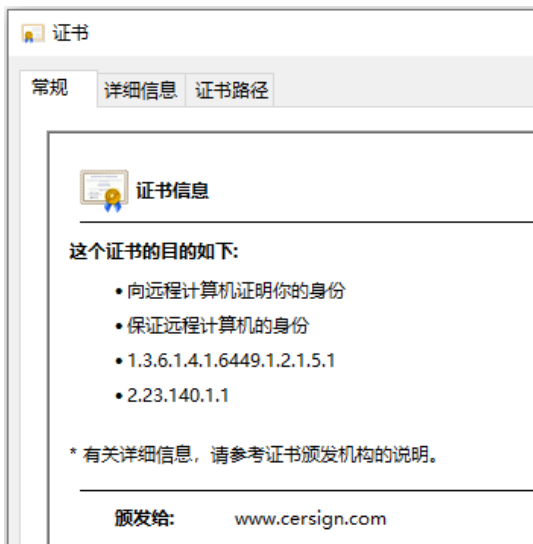 证书
常规 详细信息 证书路径
证书信息
这个证书的目的如下:
• 向远程计算机证明你的身份
• 保证远程计算机的身份
• 1.3.6.1.4.1.6449.1.2.1.5.1
• 2.23.140.1.1
* 有关详细信息，请参考证书颁发机构的说明。
颁发给: www.cersign.com